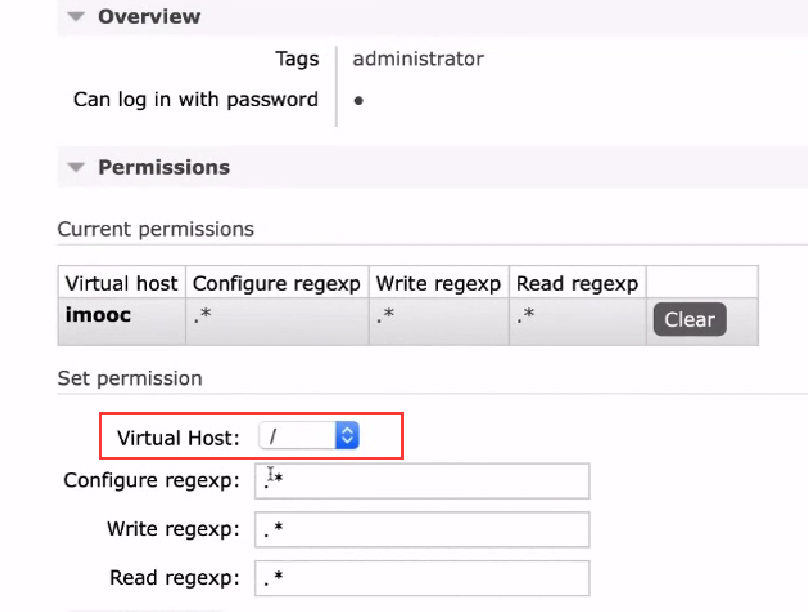 Overview
Tags administrator
Can log in with password ●
Permissions
Current permissions
Virtual host Configure regexp Write regexp Read regexp
imooc .* .* .* Clear
Set permission
Virtual Host: /
Configure regexp: .*
Write regexp: .*
Read regexp: .*